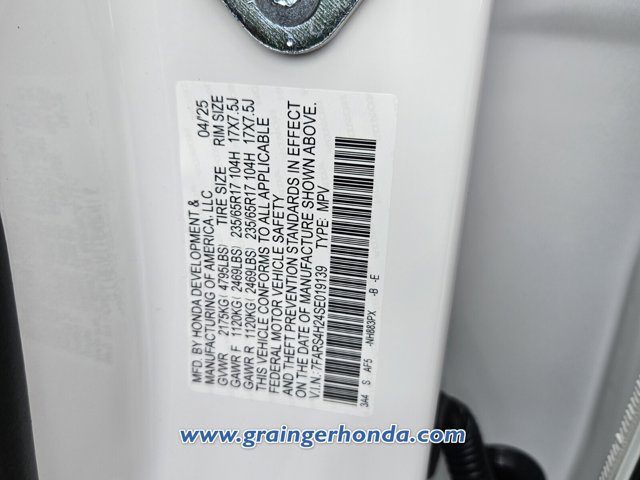 MFD. BY HONDA DEVELOPMENT &
MANUFACTURING OF AMERICA, LLC 04/'25
GVWR 2175KG( 4795LBS) TIRE SIZE RIM SIZE
GAWR F 1120KG( 2469LBS) 235/65R17 104H 17X7.5J
GAWR R 1120KG( 2469LBS) 235/65R17 104H 17X7.5J
THIS VEHICLE CONFORMS TO ALL APPLICABLE
FEDERAL MOTOR VEHICLE SAFETY
AND THEFT PREVENTION STANDARDS IN EFFECT
ON THE DATE OF MANUFACTURE SHOWN ABOVE.
V.I.N.: 7FARS4H24SE019139 TYPE: MPV
3A4 S AF5 -NH883PX -B -E
www.graingerhonda.com